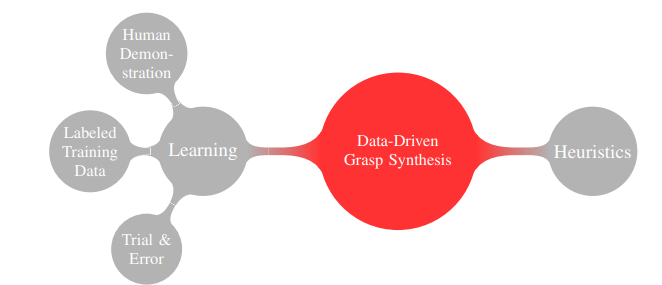 Human
Demon-
stration
Labeled
Training
Data
Learning
Trial &
Error
Data-Driven
Grasp Synthesis
Heuristics